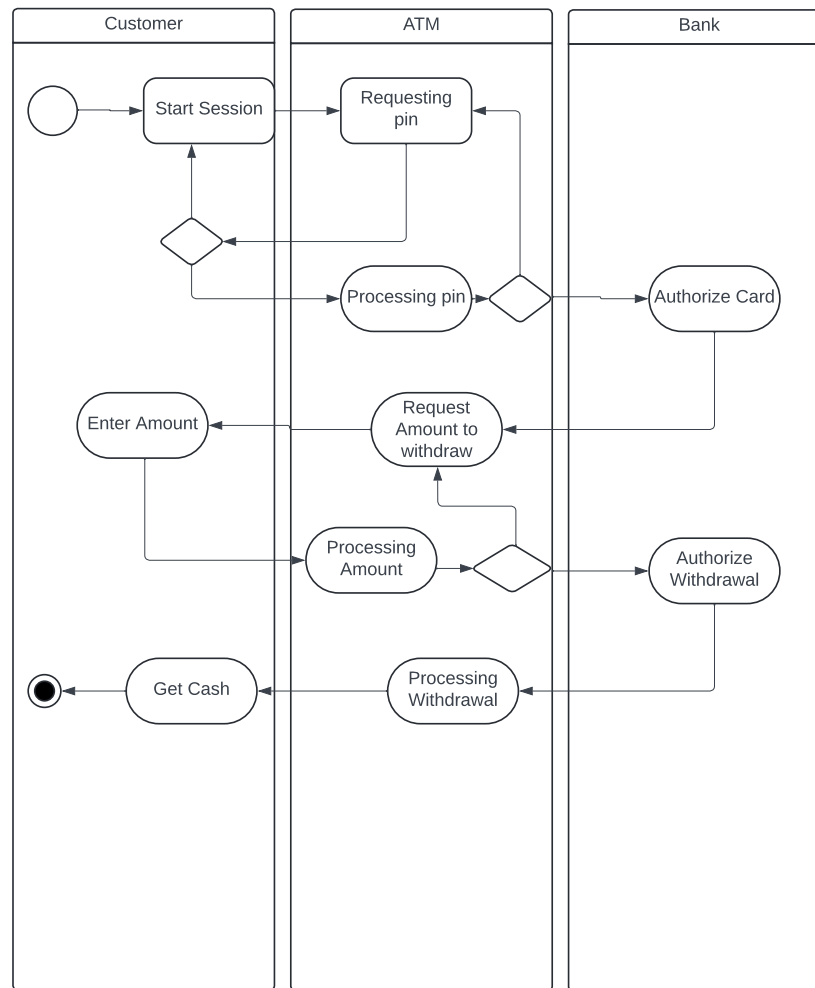 Customer
ATM
Bank
Start Session
Requesting
pin
Processing pin
Authorize Card
Enter Amount
Request
Amount to
withdraw
Processing
Amount
Authorize
Withdrawal
Get Cash
Processing
Withdrawal